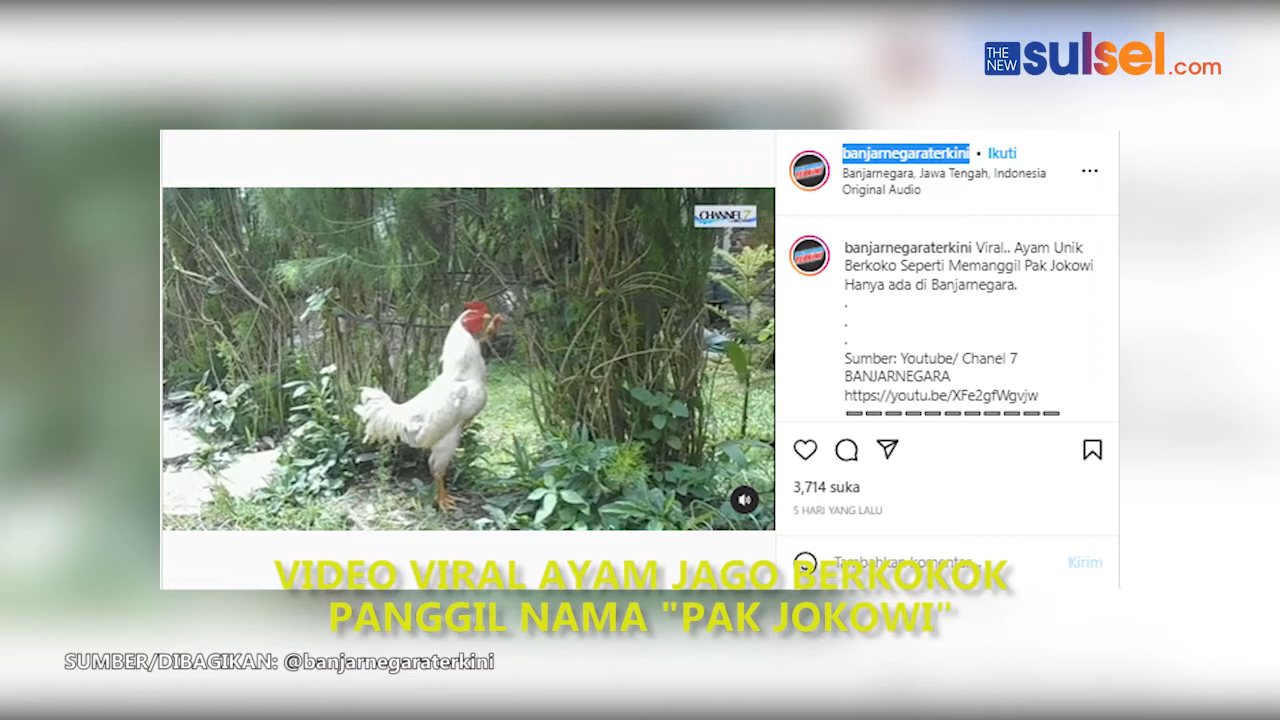 THE NEW sulsel.com
banjarnegaraterkini • Ikuti
Banjarnegara, Jawa Tengah, Indonesia
Original Audio
CHANNEL 7
banjarnegaraterkini Viral.. Ayam Unik
Berkoko Seperti Memanggil Pak Jokowi
Hanya ada di Banjarnegara.
.
.
.
Sumber: Youtube/ Chanel 7
BANJARNEGARA
https://youtu.be/XFe2gfWgvjw
3,714 suka
5 HARI YANG LALU
Tambahkan komentar...
Kirim
VIDEO VIRAL AYAM JAGO BERKOKOK
PANGGIL NAMA "PAK JOKOWI"
SUMBER/DIBAGIKAN: @banjarnegaraterkini